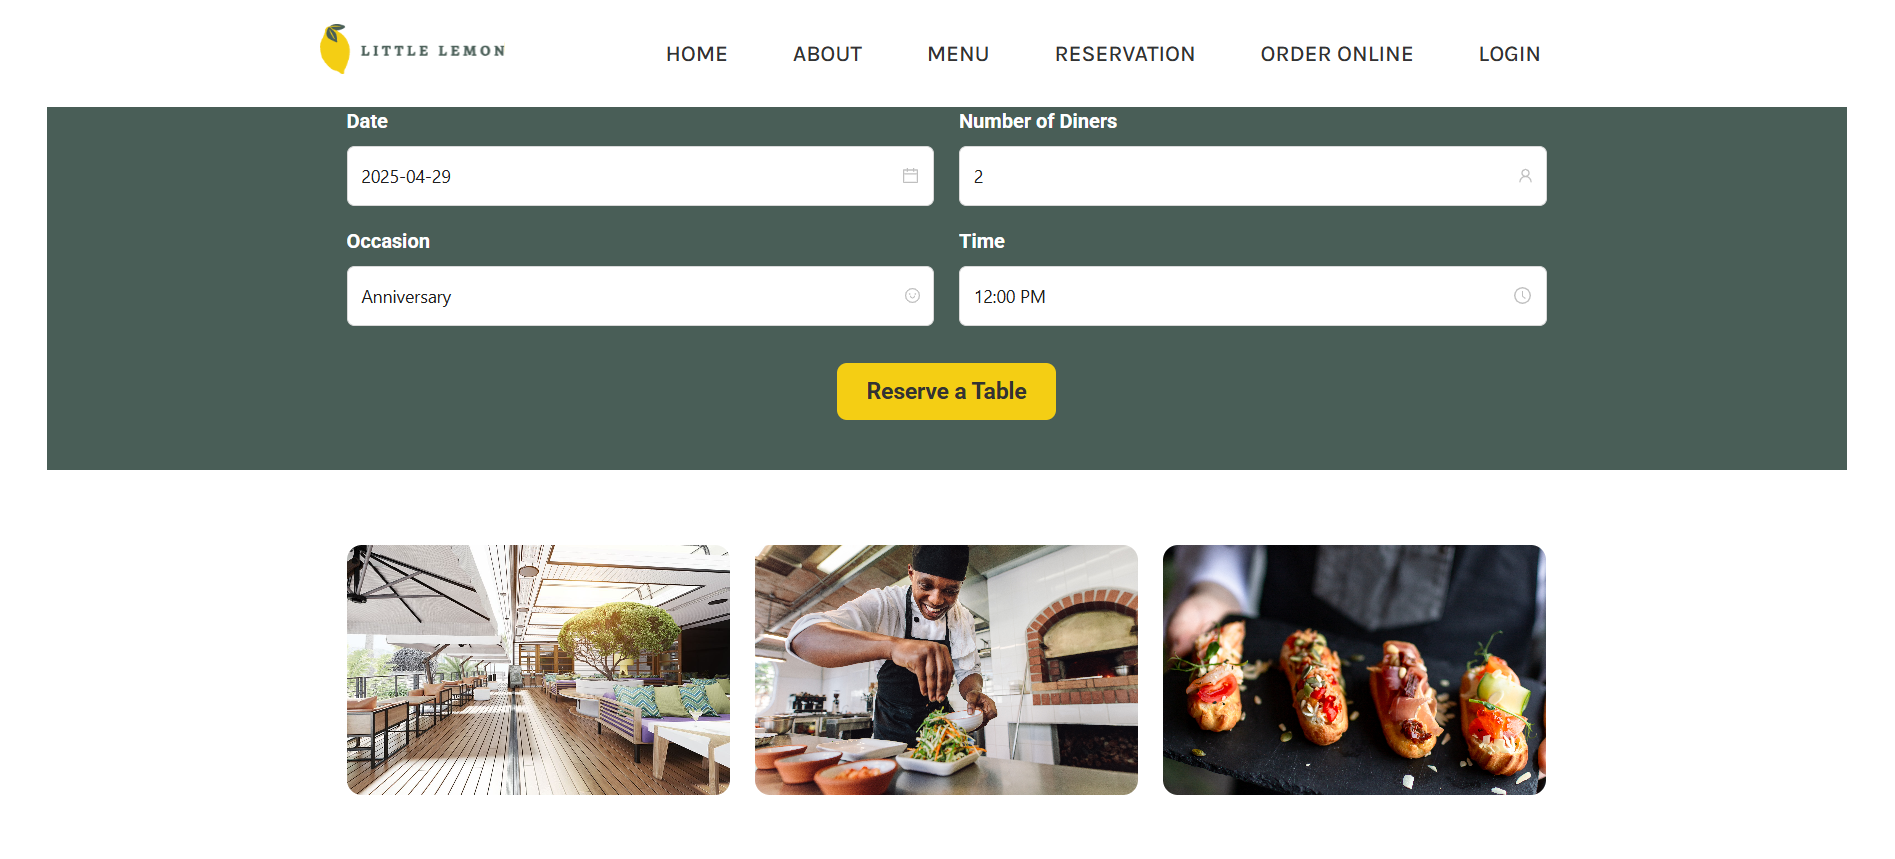 LITTLE LEMON
HOME ABOUT MENU RESERVATION ORDER ONLINE LOGIN
Date
2025-04-29
Number of Diners
2
Occasion
Anniversary
Time
12:00 PM
Reserve a Table